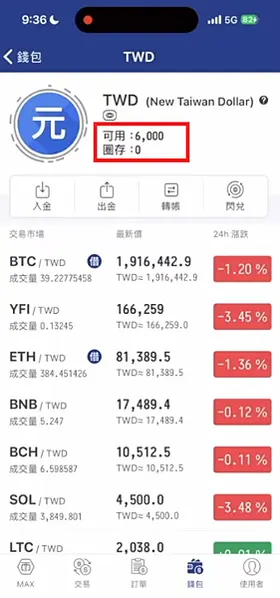 9:36 5G 82
錢包 TWD
元
TWD (New Taiwan Dollar) ?
可用 :6,000
圈存 :0
入金 出金 轉帳 閃兌
交易市場 最新價 24h 漲跌
BTC / TWD 借 1,916,442.9 -1.20 %
成交量 39.22775458 TWD≈ 1,916,442.9
YFI / TWD 166,259 -3.45 %
成交量 0.13245 TWD≈ 166,259.0
ETH / TWD 借 81,389.5 -1.36 %
成交量 384.451426 TWD≈ 81,389.5
BNB / TWD 17,489.4 -0.12 %
成交量 5.247 TWD≈ 17,489.4
BCH / TWD 10,512.5 -0.11 %
成交量 6.598587 TWD≈ 10,512.5
SOL / TWD 4,500.0 -3.48 %
成交量 3,849.801 TWD≈ 4,500.0
LTC / TWD 2,038.0
MAX 交易 訂單 錢包 使用者